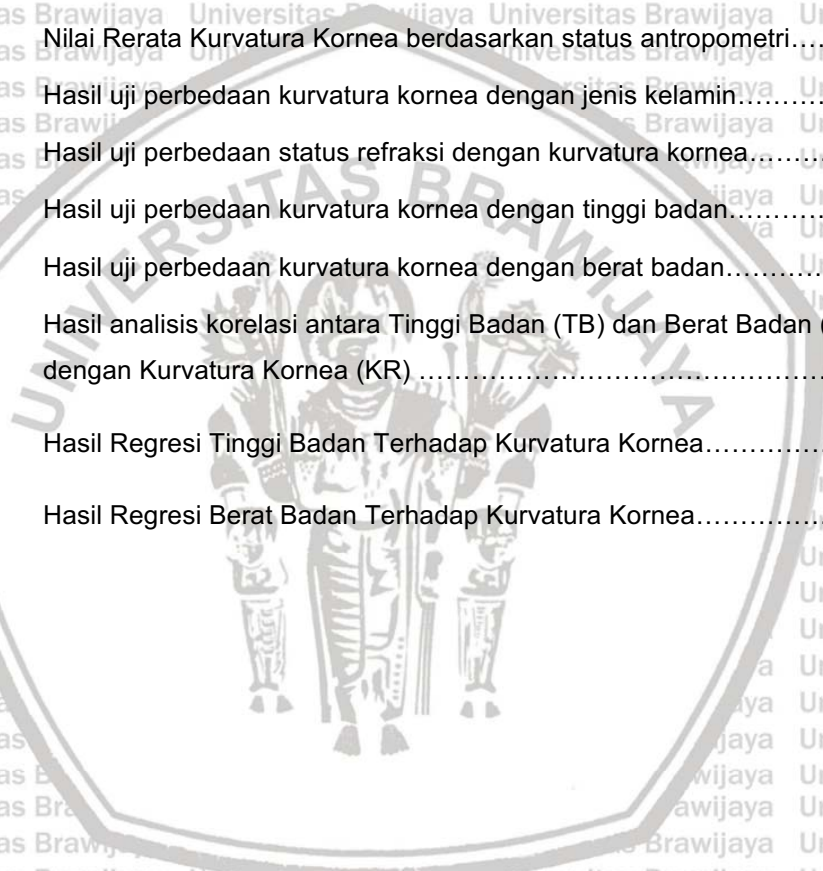 Nilai Rerata Kurvatura Kornea berdasarkan status antropometri….
Hasil uji perbedaan kurvatura kornea dengan jenis kelamin…………
Hasil uji perbedaan status refraksi dengan kurvatura kornea………
Hasil uji perbedaan kurvatura kornea dengan tinggi badan…………
Hasil uji perbedaan kurvatura kornea dengan berat badan…………
Hasil analisis korelasi antara Tinggi Badan (TB) dan Berat Badan (
dengan Kurvatura Kornea (KR) ……………………………………
Hasil Regresi Tinggi Badan Terhadap Kurvatura Kornea……………
Hasil Regresi Berat Badan Terhadap Kurvatura Kornea……………
UNIVERSITAS BRAWIJAYA